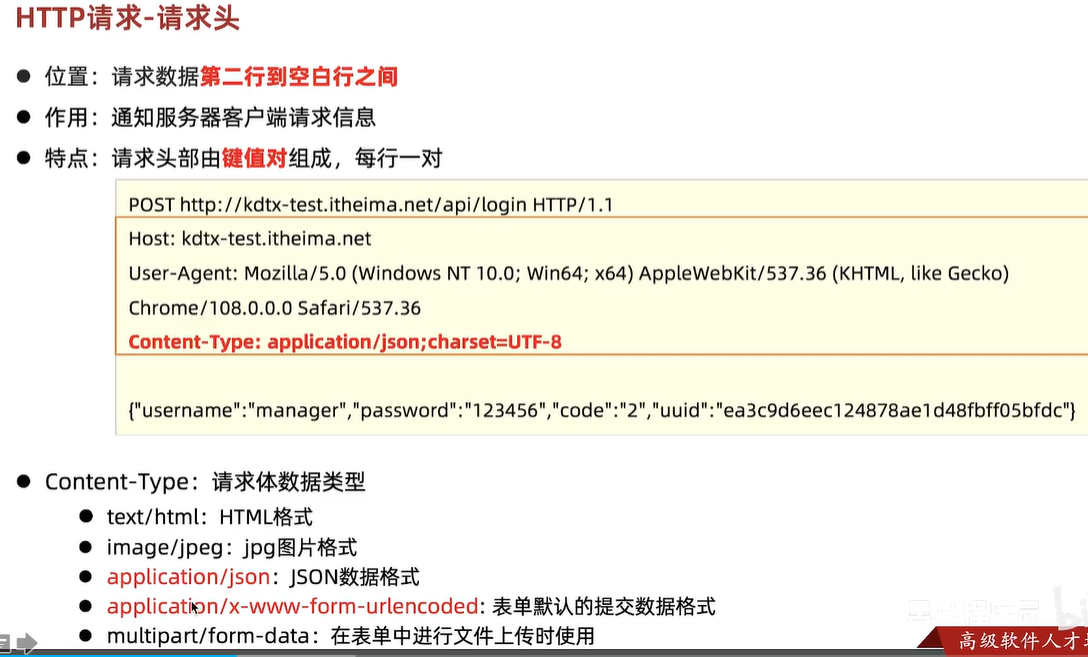 HTTP请求-请求头
● 位置：请求数据第二行到空白行之间
● 作用：通知服务器客户端请求信息
● 特点：请求头部由键值对组成，每行一对
POST http://kdtx-test.itheima.net/api/login HTTP/1.1
Host: kdtx-test.itheima.net
User-Agent: Mozilla/5.0 (Windows NT 10.0; Win64; x64) AppleWebKit/537.36 (KHTML, like Gecko)
Chrome/108.0.0.0 Safari/537.36
Content-Type: application/json;charset=UTF-8
{"username":"manager","password":"123456","code":"2","uuid":"ea3c9d6eec124878ae1d48fbff05bfdc"}
● Content-Type：请求体数据类型
● text/html：HTML格式
● image/jpeg：jpg图片格式
● application/json：JSON数据格式
● application/x-www-form-urlencoded: 表单默认的提交数据格式
● multipart/form-data：在表单中进行文件上传时使用
高级软件人才